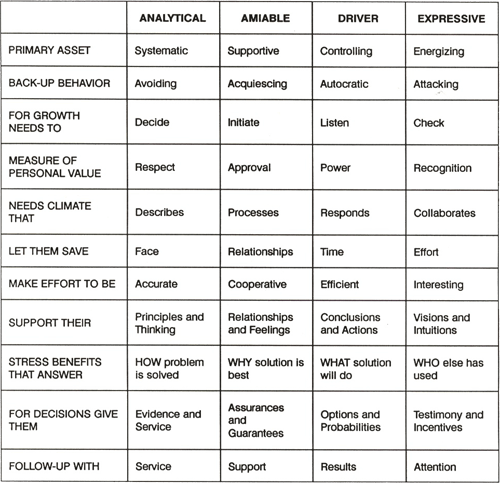 ANALYTICAL AMIABLE DRIVER EXPRESSIVE
PRIMARY ASSET Systematic Supportive Controlling Energizing
BACK-UP BEHAVIOR Avoiding Acquiescing Autocratic Attacking
FOR GROWTH
NEEDS TO Decide Initiate Listen Check
MEASURE OF
PERSONAL VALUE Respect Approval Power Recognition
NEEDS CLIMATE
THAT Describes Processes Responds Collaborates
LET THEM SAVE Face Relationships Time Effort
MAKE EFFORT TO BE Accurate Cooperative Efficient Interesting
SUPPORT THEIR Principles and Relationships Conclusions Visions and
Thinking and Feelings and Actions Intuitions
STRESS BENEFITS HOW problem WHY solution is WHAT solution WHO else has
THAT ANSWER is solved best will do used
FOR DECISIONS GIVE Evidence and Assurances Options and Testimony and
THEM Service and Probabilities Incentives
Guarantees
FOLLOW-UP WITH Service Support Results Attention